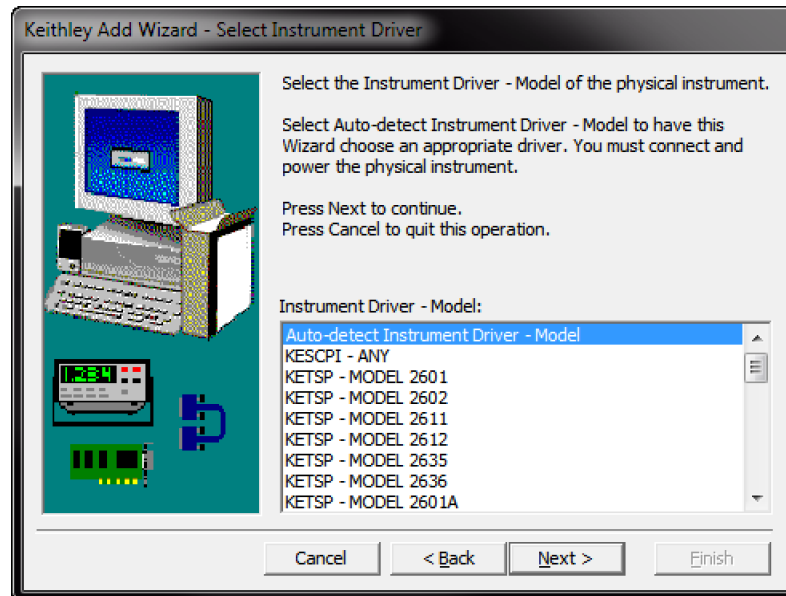 Keithley Add Wizard - Select Instrument Driver
Select the Instrument Driver - Model of the physical instrument.
Select Auto-detect Instrument Driver - Model to have this
Wizard choose an appropriate driver. You must connect and
power the physical instrument.
Press Next to continue.
Press Cancel to quit this operation.
Instrument Driver - Model:
Auto-detect Instrument Driver - Model
KESCPI - ANY
KETSP - MODEL 2601
KETSP - MODEL 2602
KETSP - MODEL 2611
KETSP - MODEL 2612
KETSP - MODEL 2635
KETSP - MODEL 2636
KETSP - MODEL 2601A
1.284
Cancel
< Back
Next >
Finish